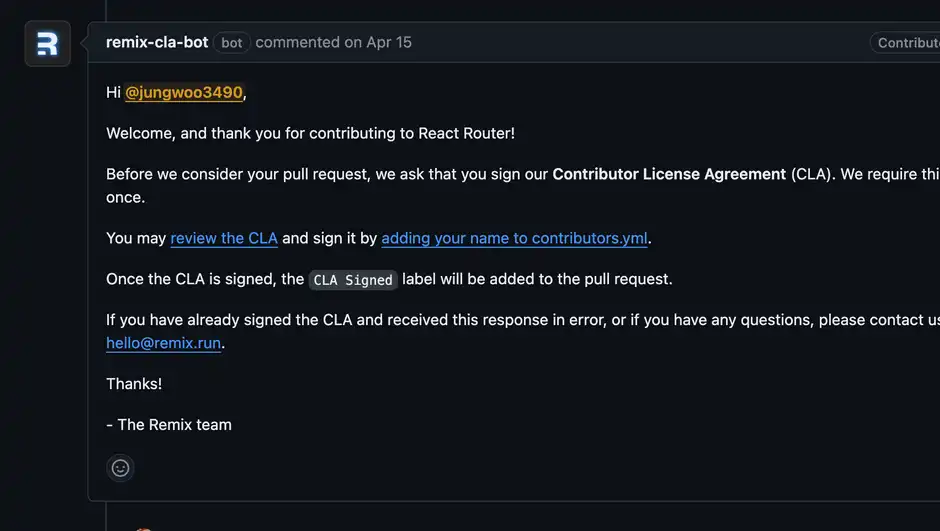 remix-cla-bot bot commented on Apr 15
Hi @jungwoo3490,
Welcome, and thank you for contributing to React Router!
Before we consider your pull request, we ask that you sign our Contributor License Agreement (CLA). We require
once.
You may review the CLA and sign it by adding your name to contributors.yml.
Once the CLA is signed, the CLA Signed label will be added to the pull request.
If you have already signed the CLA and received this response in error, or if you have any questions, please contact
hello@remix.run.
Thanks!
- The Remix team